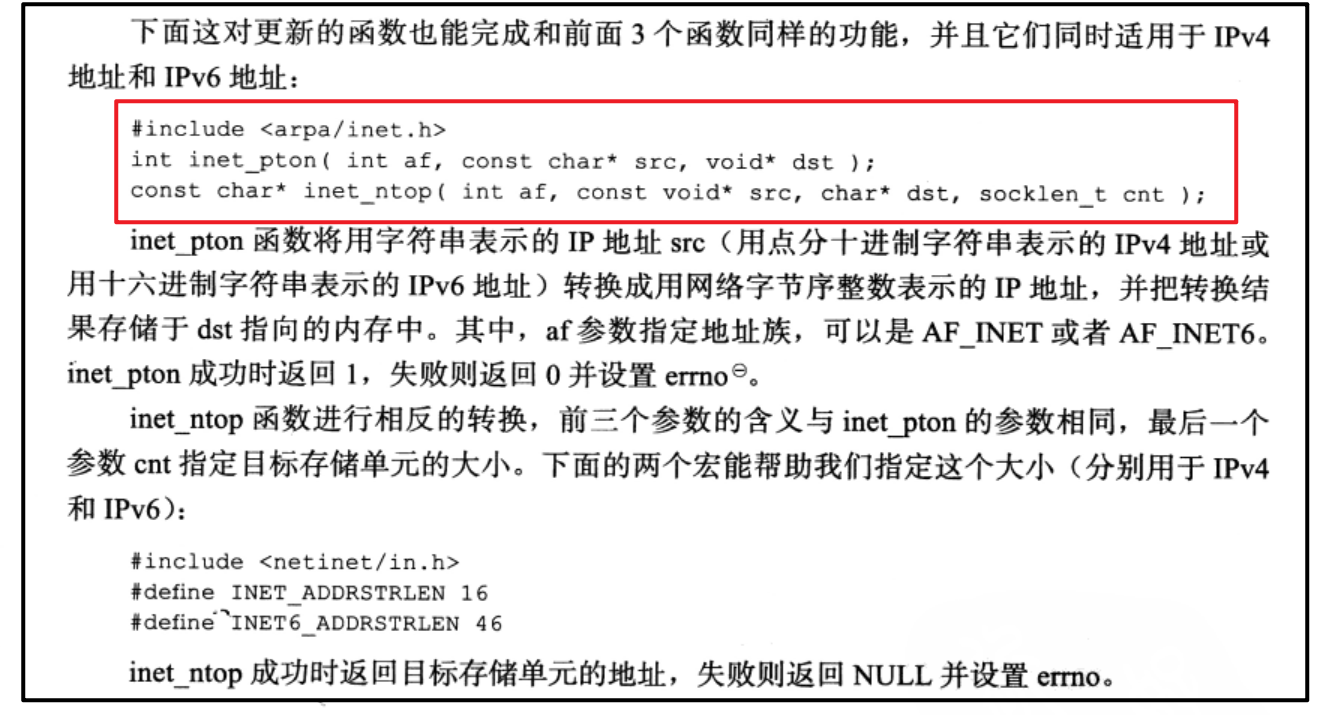 下面这对更新的函数也能完成和前面 3 个函数同样的功能，并且它们同时适用于 IPv4
地址和 IPv6 地址：
#include <arpa/inet.h>
int inet_pton( int af, const char* src, void* dst );
const char* inet_ntop( int af, const void* src, char* dst, socklen_t cnt );
inet_pton 函数将用字符串表示的 IP 地址 src（用点分十进制字符串表示的 IPv4 地址或
用十六进制字符串表示的 IPv6 地址）转换成用网络字节序整数表示的 IP 地址，并把转换结
果存储于 dst 指向的内存中。其中，af 参数指定地址族，可以是 AF_INET 或者 AF_INET6。
inet_pton 成功时返回 1，失败则返回 0 并设置 errno⊖。
inet_ntop 函数进行相反的转换，前三个参数的含义与 inet_pton 的参数相同，最后一个
参数 cnt 指定目标存储单元的大小。下面的两个宏能帮助我们指定这个大小（分别用于 IPv4
和 IPv6）：
#include <netinet/in.h>
#define INET_ADDRSTRLEN 16
#define INET6_ADDRSTRLEN 46
inet_ntop 成功时返回目标存储单元的地址，失败则返回 NULL 并设置 errno。